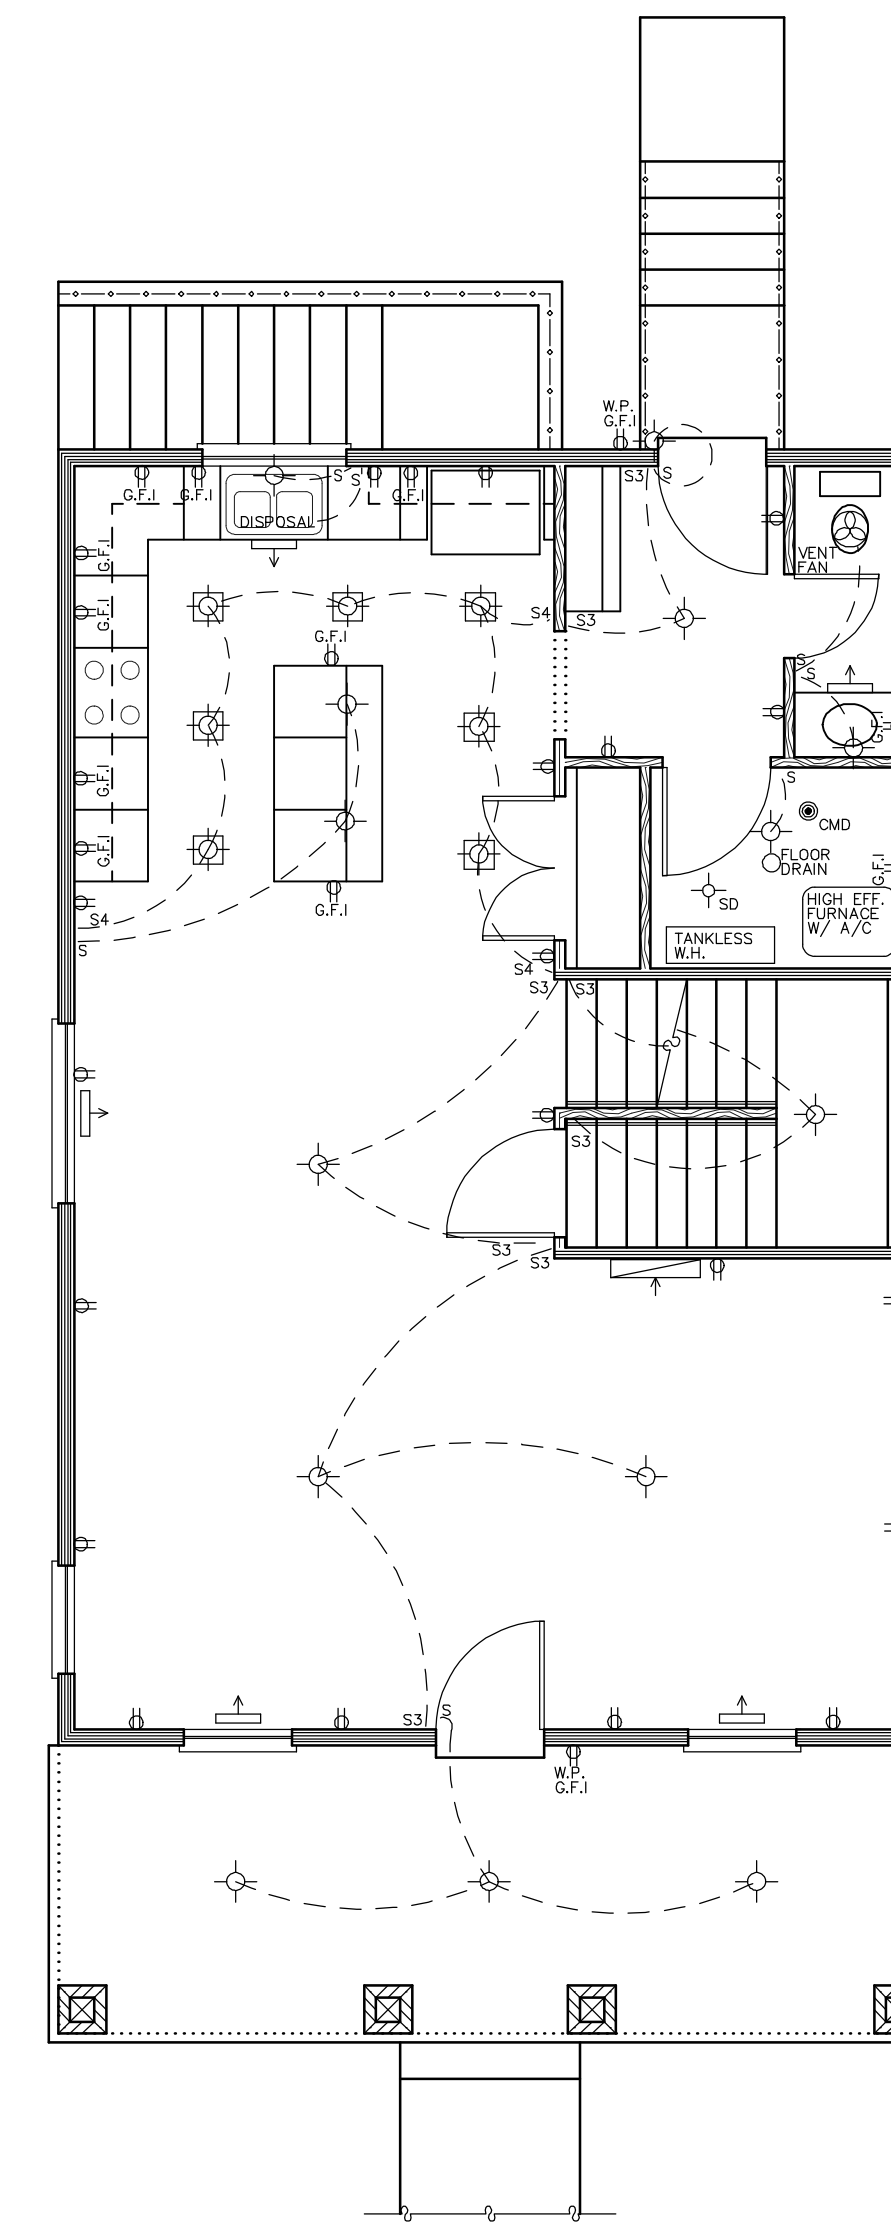 W.P.
G.F.I
S3
S
S
S
G.F.I
G.F.I
G.F.I
DISPOSAL
G.F.I
VENT
FAN
G.F.I
S4
S3
G.F.I
S
S
G.F.I
G.F.I
S
CMD
G.F.I
FLOOR
DRAIN
G.F.I
SD
HIGH EFF.
FURNACE
W/ A/C
G.F.I
S4
TANKLESS
W.H.
S
S4
S3
S3
S3
S3
S3
S3
S
W.P.
G.F.I